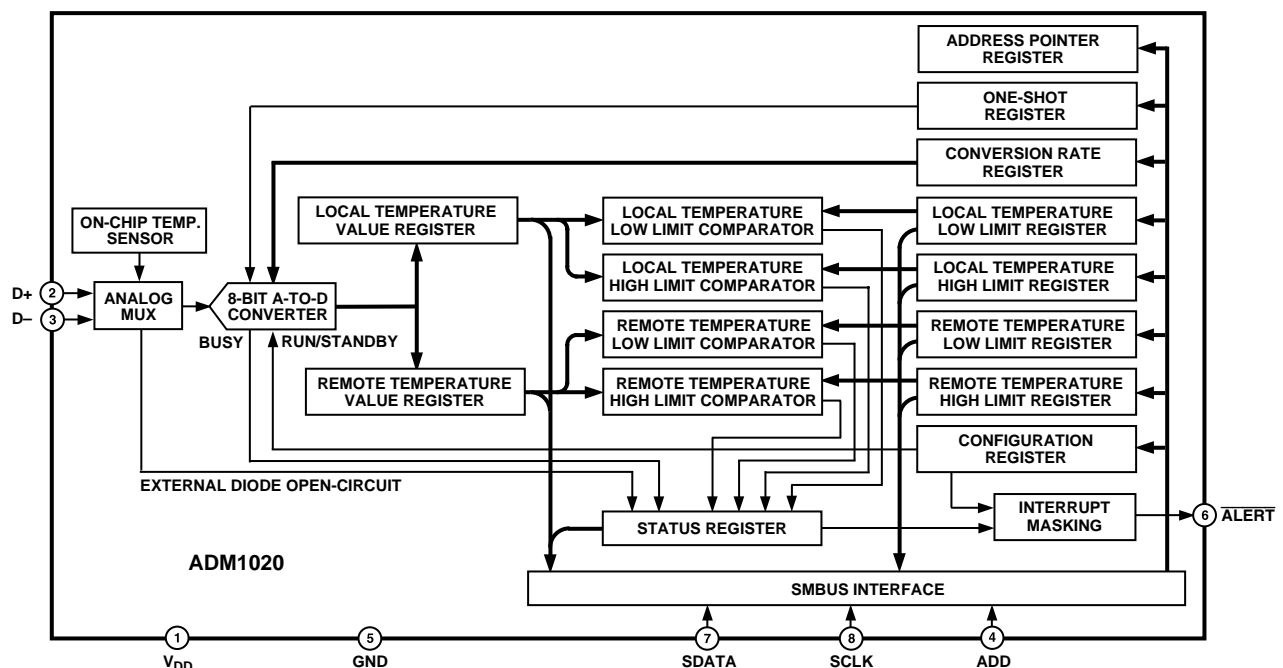 ADDRESS POINTER
REGISTER
ONE-SHOT
REGISTER
CONVERSION RATE
REGISTER
ON-CHIP TEMP.
SENSOR
LOCAL TEMPERATURE
VALUE REGISTER
LOCAL TEMPERATURE
LOW LIMIT COMPARATOR
LOCAL TEMPERATURE
LOW LIMIT REGISTER
D+
2
D–
3
ANALOG
MUX
8-BIT A-TO-D
CONVERTER
LOCAL TEMPERATURE
HIGH LIMIT COMPARATOR
LOCAL TEMPERATURE
HIGH LIMIT REGISTER
BUSY
RUN/STANDBY
REMOTE TEMPERATURE
LOW LIMIT COMPARATOR
REMOTE TEMPERATURE
LOW LIMIT REGISTER
REMOTE TEMPERATURE
VALUE REGISTER
REMOTE TEMPERATURE
HIGH LIMIT COMPARATOR
REMOTE TEMPERATURE
HIGH LIMIT REGISTER
CONFIGURATION
REGISTER
EXTERNAL DIODE OPEN-CIRCUIT
STATUS REGISTER
INTERRUPT
MASKING
6
ALERT
ADM1020
SMBUS INTERFACE
1
5
7
8
4
VDD
GND
SDATA
SCLK
ADD